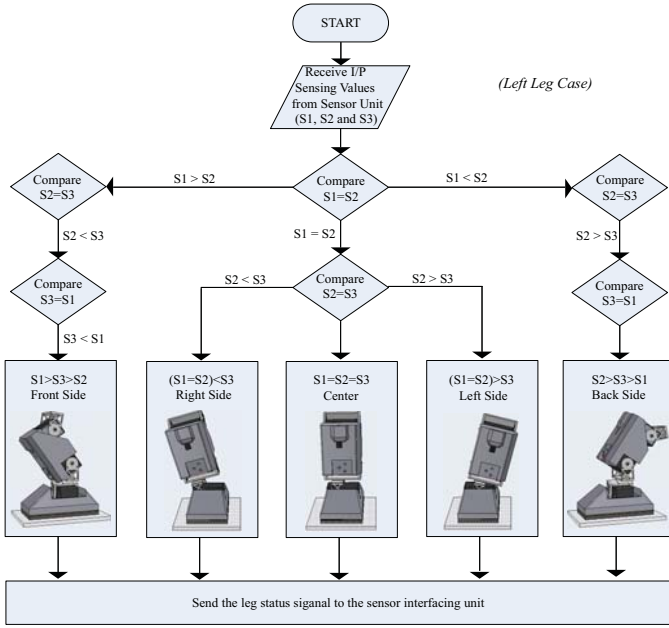 START
Receive I/P
Sensing Values
from Sensor Unit
(S1, S2 and S3)
(Left Leg Case)
Compare
S2=S3
S1 > S2
Compare
S1=S2
S1 < S2
Compare
S2=S3
S2 < S3
S1 = S2
S2 > S3
Compare
S3=S1
S2 < S3
Compare
S2=S3
S2 > S3
Compare
S3=S1
S3 < S1
S1>S3>S2
Front Side
(S1=S2)<S3
Right Side
S1=S2=S3
Center
(S1=S2)>S3
Left Side
S2>S3>S1
Back Side
Send the leg status siganal to the sensor interfacing unit